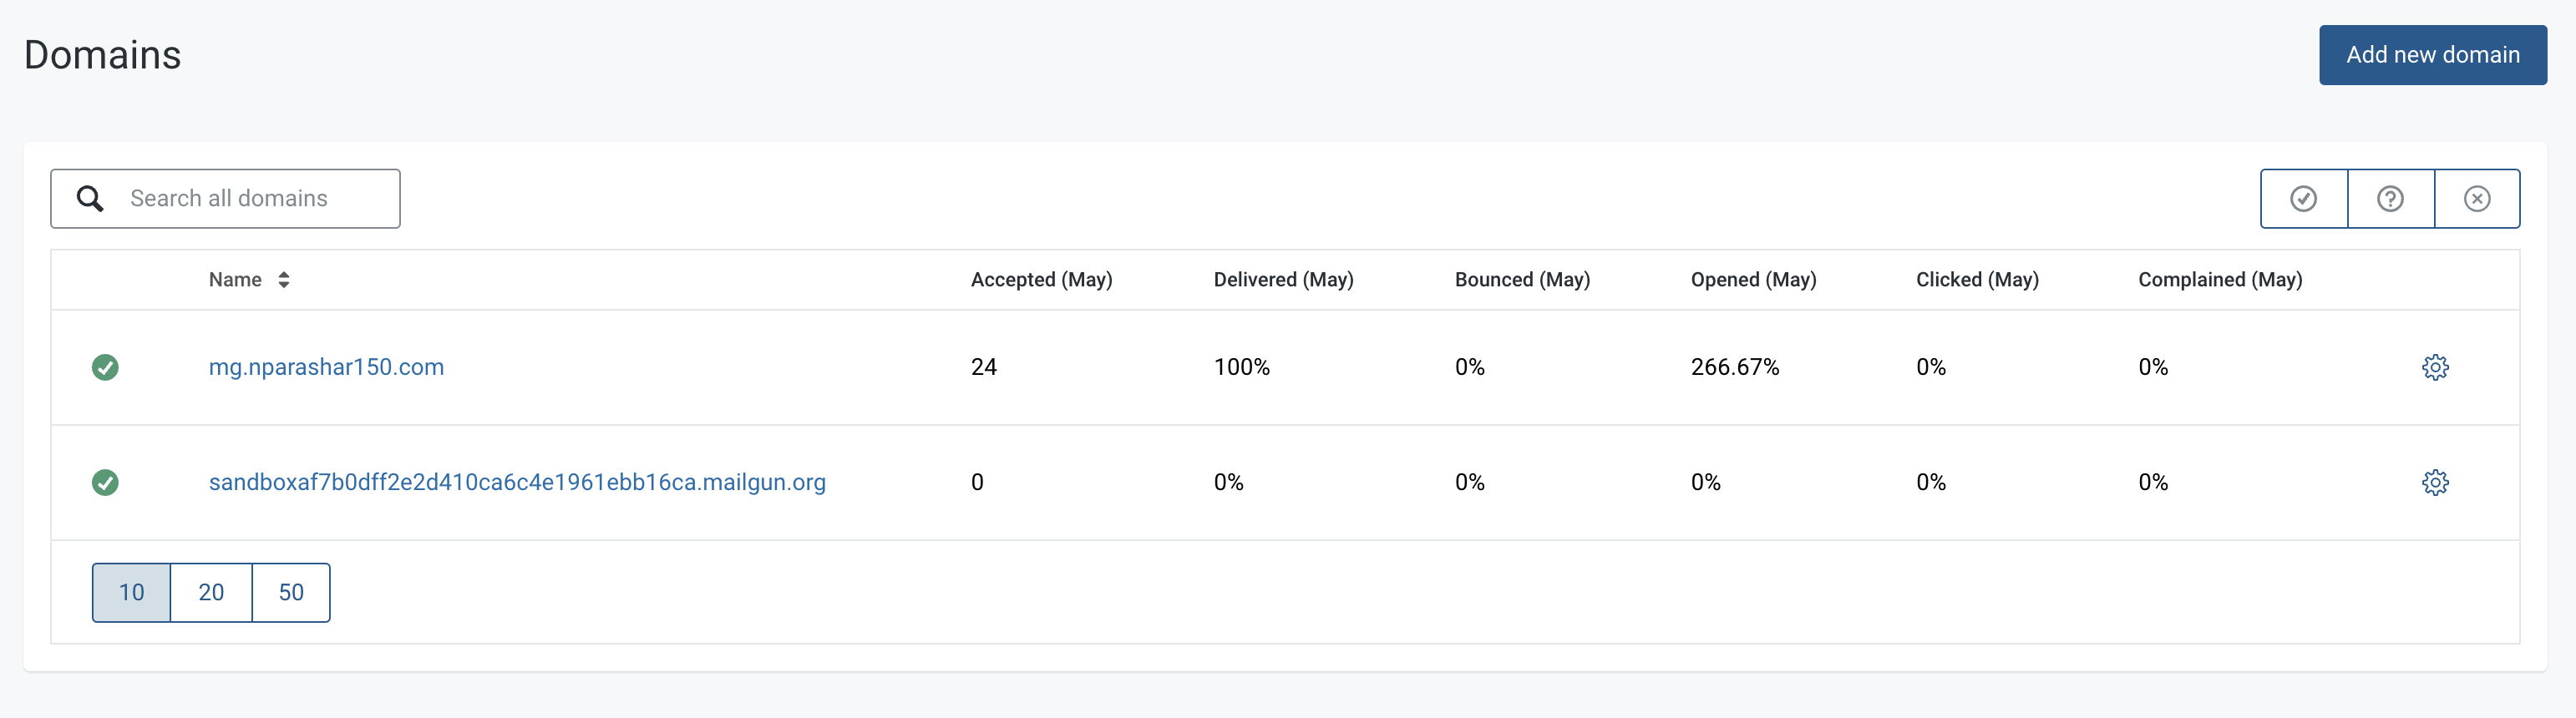 Domains
Add new domain
Search all domains
Name Accepted (May) Delivered (May) Bounced (May) Opened (May) Clicked (May) Complained (May)
mg.nparashar150.com 24 100% 0% 266.67% 0% 0%
sandboxaf7b0dff2e2d410ca6c4e1961ebb16ca.mailgun.org 0 0% 0% 0% 0% 0%
10 20 50